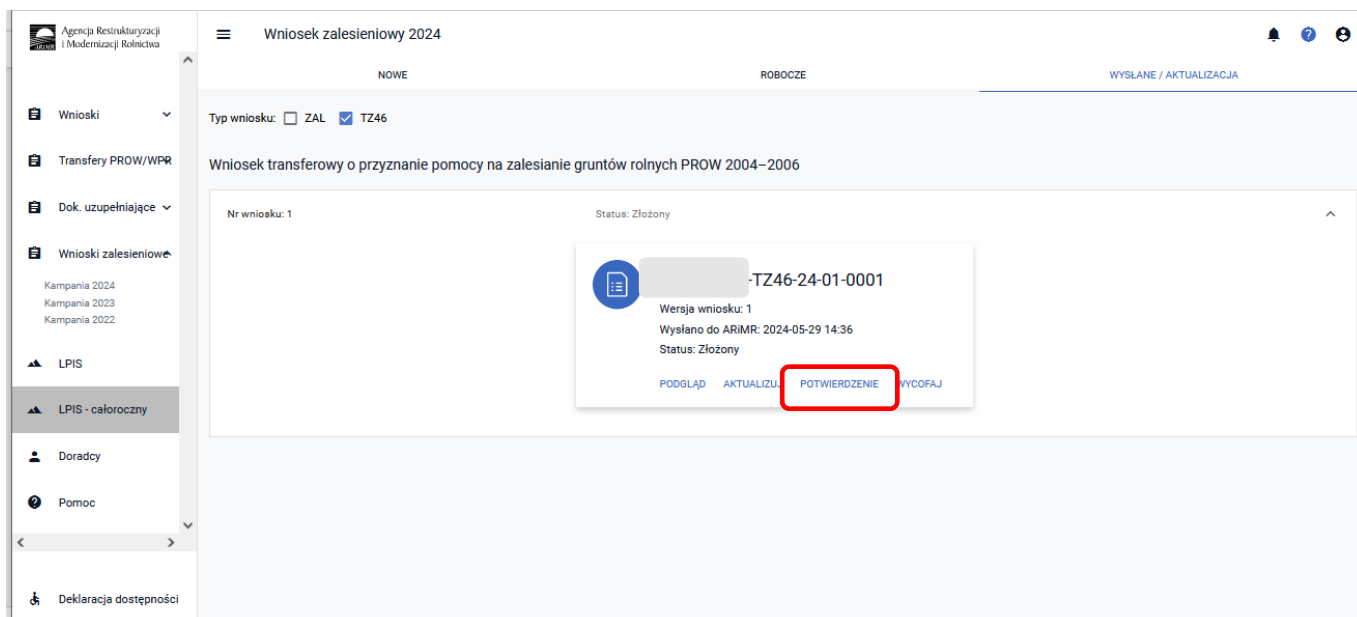 Agencja Restrukturyzacji
i Modernizacji Rolnictwa
ARiMR
Wnioski
Transfery PROW/WPR
Dok. uzupełniające
Wnioski zalesieniowe
Kampania 2024
Kampania 2023
Kampania 2022
LPIS
LPIS - całoroczny
Doradcy
Pomoc
Deklaracja dostępności
Wniosek zalesieniowy 2024
NOWE ROBOCZE WYSŁANE / AKTUALIZACJA
Typ wniosku: ZAL TZ46
Wniosek transferowy o przyznanie pomocy na zalesianie gruntów rolnych PROW 2004–2006
Nr wniosku: 1 Status: Złożony
-TZ46-24-01-0001
Wersja wniosku: 1
Wysłano do ARiMR: 2024-05-29 14:36
Status: Złożony
PODGLĄD AKTUALIZUJ POTWIERDZENIE WYCOFAJ